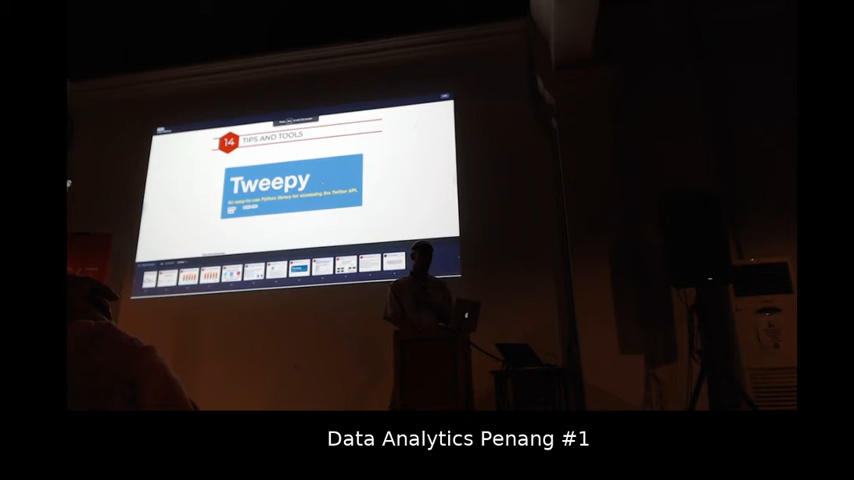 14 TIPS AND TOOLS
Tweepy
An easy-to-use Python library for accessing the Twitter API.
Data Analytics Penang #1